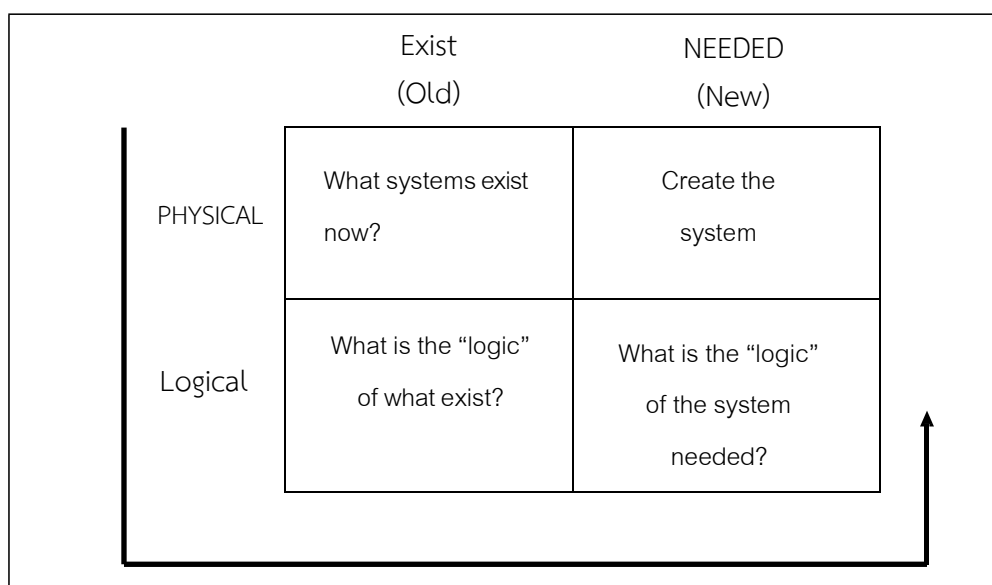 Exist
(Old)
NEEDED
(New)
PHYSICAL
What systems exist
now?
Create the
system
Logical
What is the “logic”
of what exist?
What is the “logic”
of the system
needed?